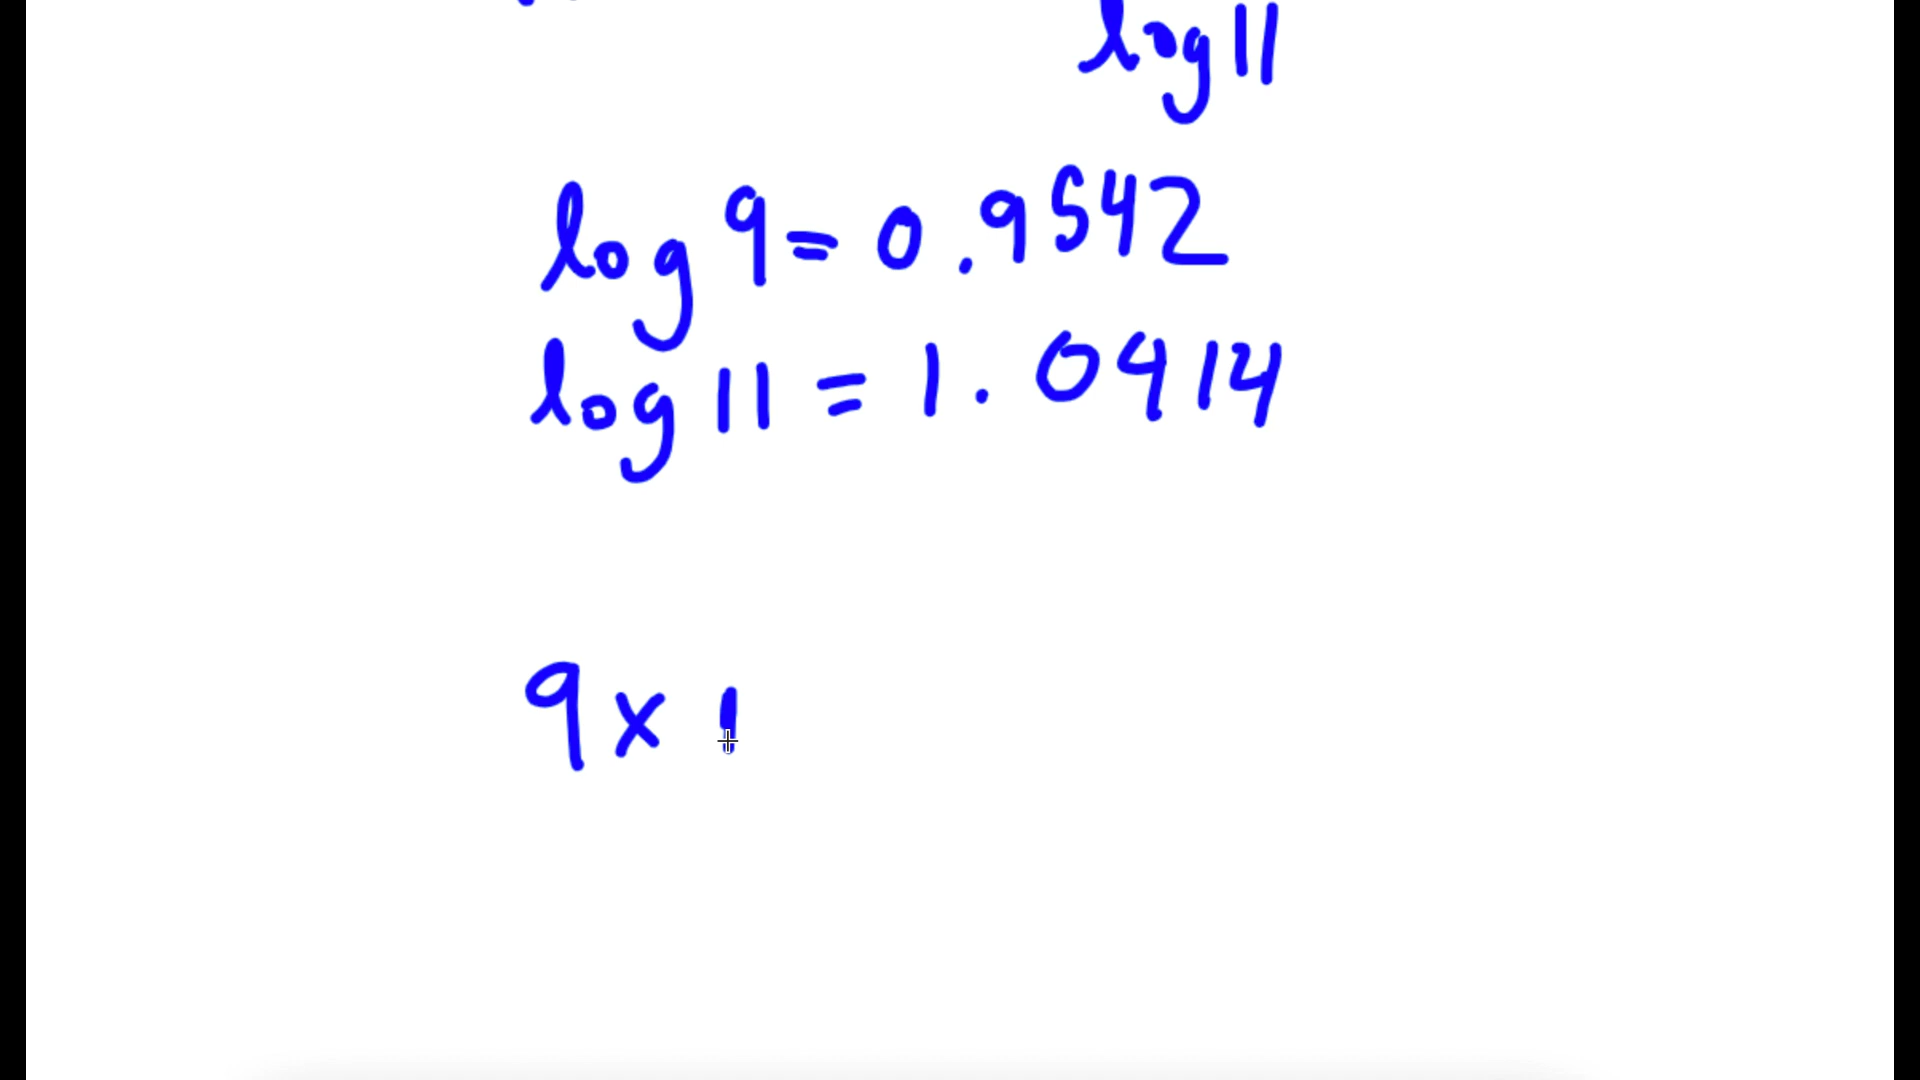 log 11
log 9 = 0.9542
log 11 = 1.0414
9 x 1